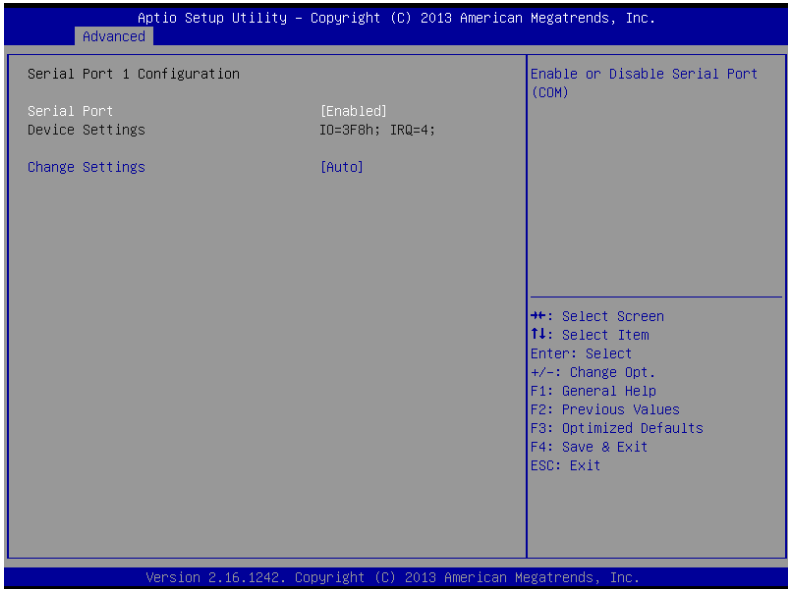 Aptio Setup Utility – Copyright (C) 2013 American Megatrends, Inc.
Advanced
Serial Port 1 Configuration
Serial Port [Enabled]
Device Settings IO=3F8h; IRQ=4;
Change Settings [Auto]
Enable or Disable Serial Port
(COM)
→←: Select Screen
↑↓: Select Item
Enter: Select
+/-: Change Opt.
F1: General Help
F2: Previous Values
F3: Optimized Defaults
F4: Save & Exit
ESC: Exit
Version 2.16.1242. Copyright (C) 2013 American Megatrends, Inc.